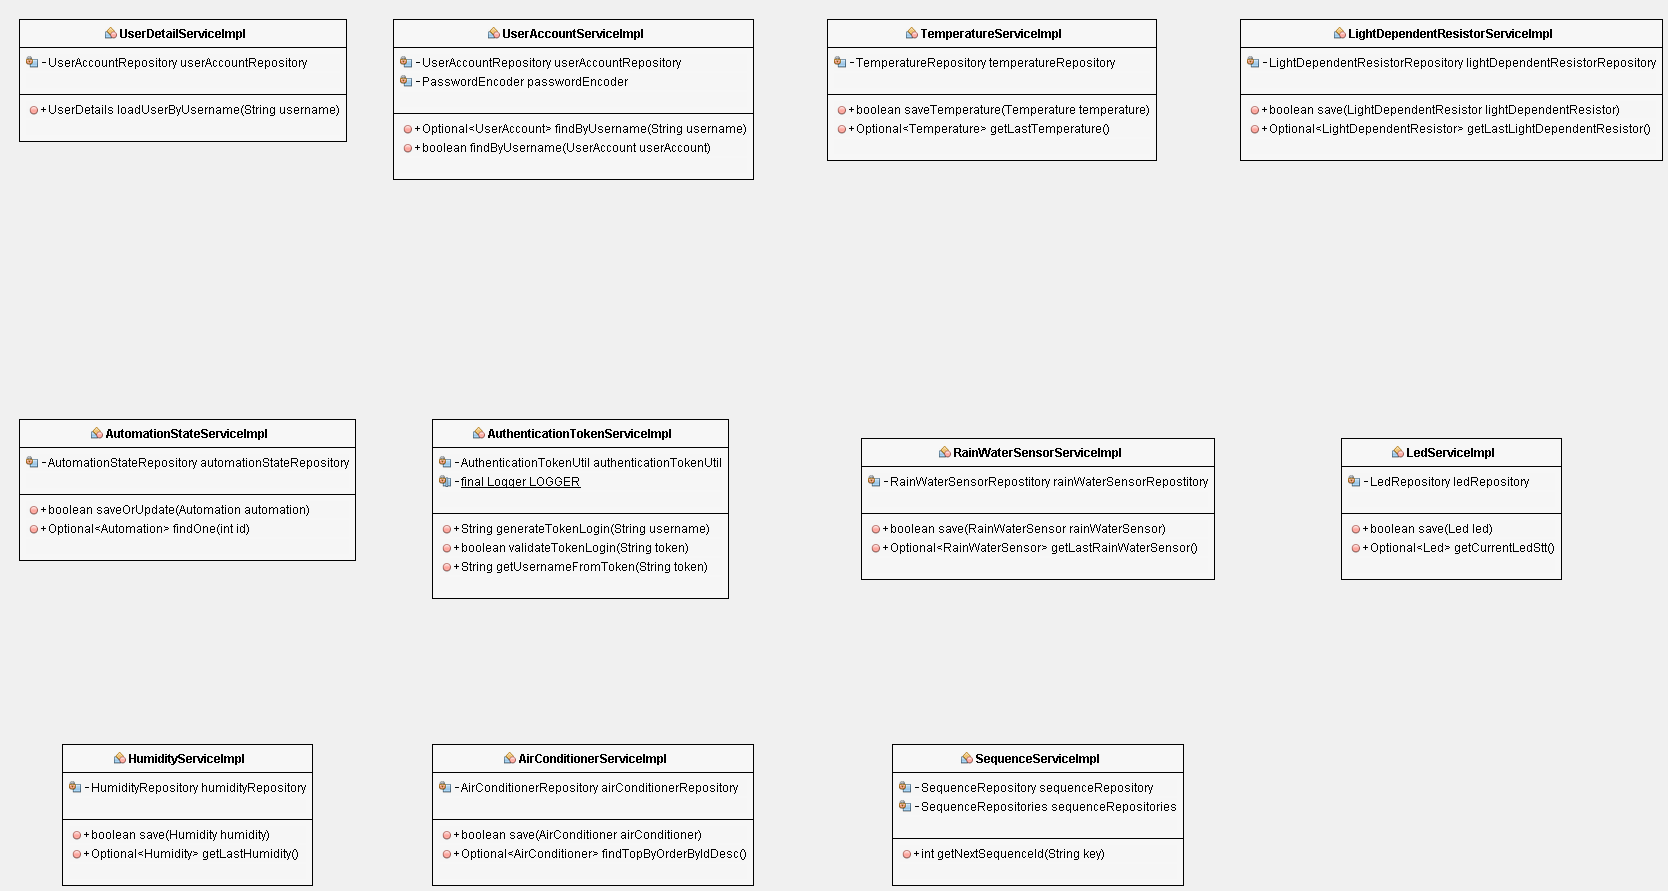 UserDetailServiceImpl
-UserAccountRepository userAccountRepository
+UserDetails loadUserByUsername(String username)
UserAccountServiceImpl
-UserAccountRepository userAccountRepository
-PasswordEncoder passwordEncoder
+Optional<UserAccount> findByUsername(String username)
+boolean findByUsername(UserAccount userAccount)
TemperatureServiceImpl
-TemperatureRepository temperatureRepository
+boolean saveTemperature(Temperature temperature)
+Optional<Temperature> getLastTemperature()
LightDependentResistorServiceImpl
-LightDependentResistorRepository lightDependentResistorRepository
+boolean save(LightDependentResistor lightDependentResistor)
+Optional<LightDependentResistor> getLastLightDependentResistor()
AutomationStateServiceImpl
-AutomationStateRepository automationStateRepository
+boolean saveOrUpdate(Automation automation)
+Optional<Automation> findOne(int id)
AuthenticationTokenServiceImpl
-AuthenticationTokenUtil authenticationTokenUtil
-final Logger LOGGER
+String generateTokenLogin(String username)
+boolean validateTokenLogin(String token)
+String getUsernameFromToken(String token)
RainWaterSensorServiceImpl
-RainWaterSensorRepostitory rainWaterSensorRepostitory
+boolean save(RainWaterSensor rainWaterSensor)
+Optional<RainWaterSensor> getLastRainWaterSensor()
LedServiceImpl
-LedRepository ledRepository
+boolean save(Led led)
+Optional<Led> getCurrentLedStt()
HumidityServiceImpl
-HumidityRepository humidityRepository
+boolean save(Humidity humidity)
+Optional<Humidity> getLastHumidity()
AirConditionerServiceImpl
-AirConditionerRepository airConditionerRepository
+boolean save(AirConditioner airConditioner)
+Optional<AirConditioner> findTopByOrderByIdDesc()
SequenceServiceImpl
-SequenceRepository sequenceRepository
-SequenceRepositories sequenceRepositories
+int getNextSequenceId(String key)